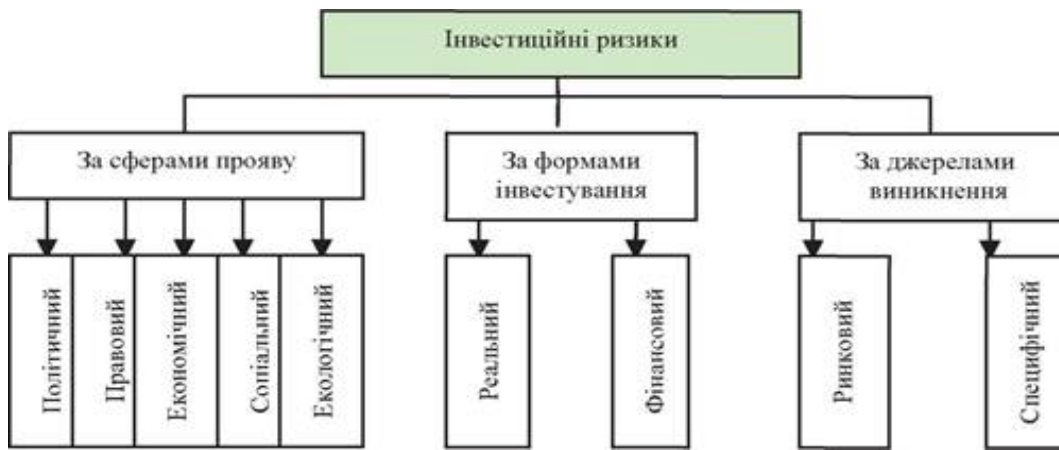 Інвестиційні ризики
За сферами прояву
За формами
інвестування
За джерелами
виникнення
Політичний
Правовий
Економічний
Соціальний
Екологічний
Реальний
Фінансовий
Ринковий
Специфічний